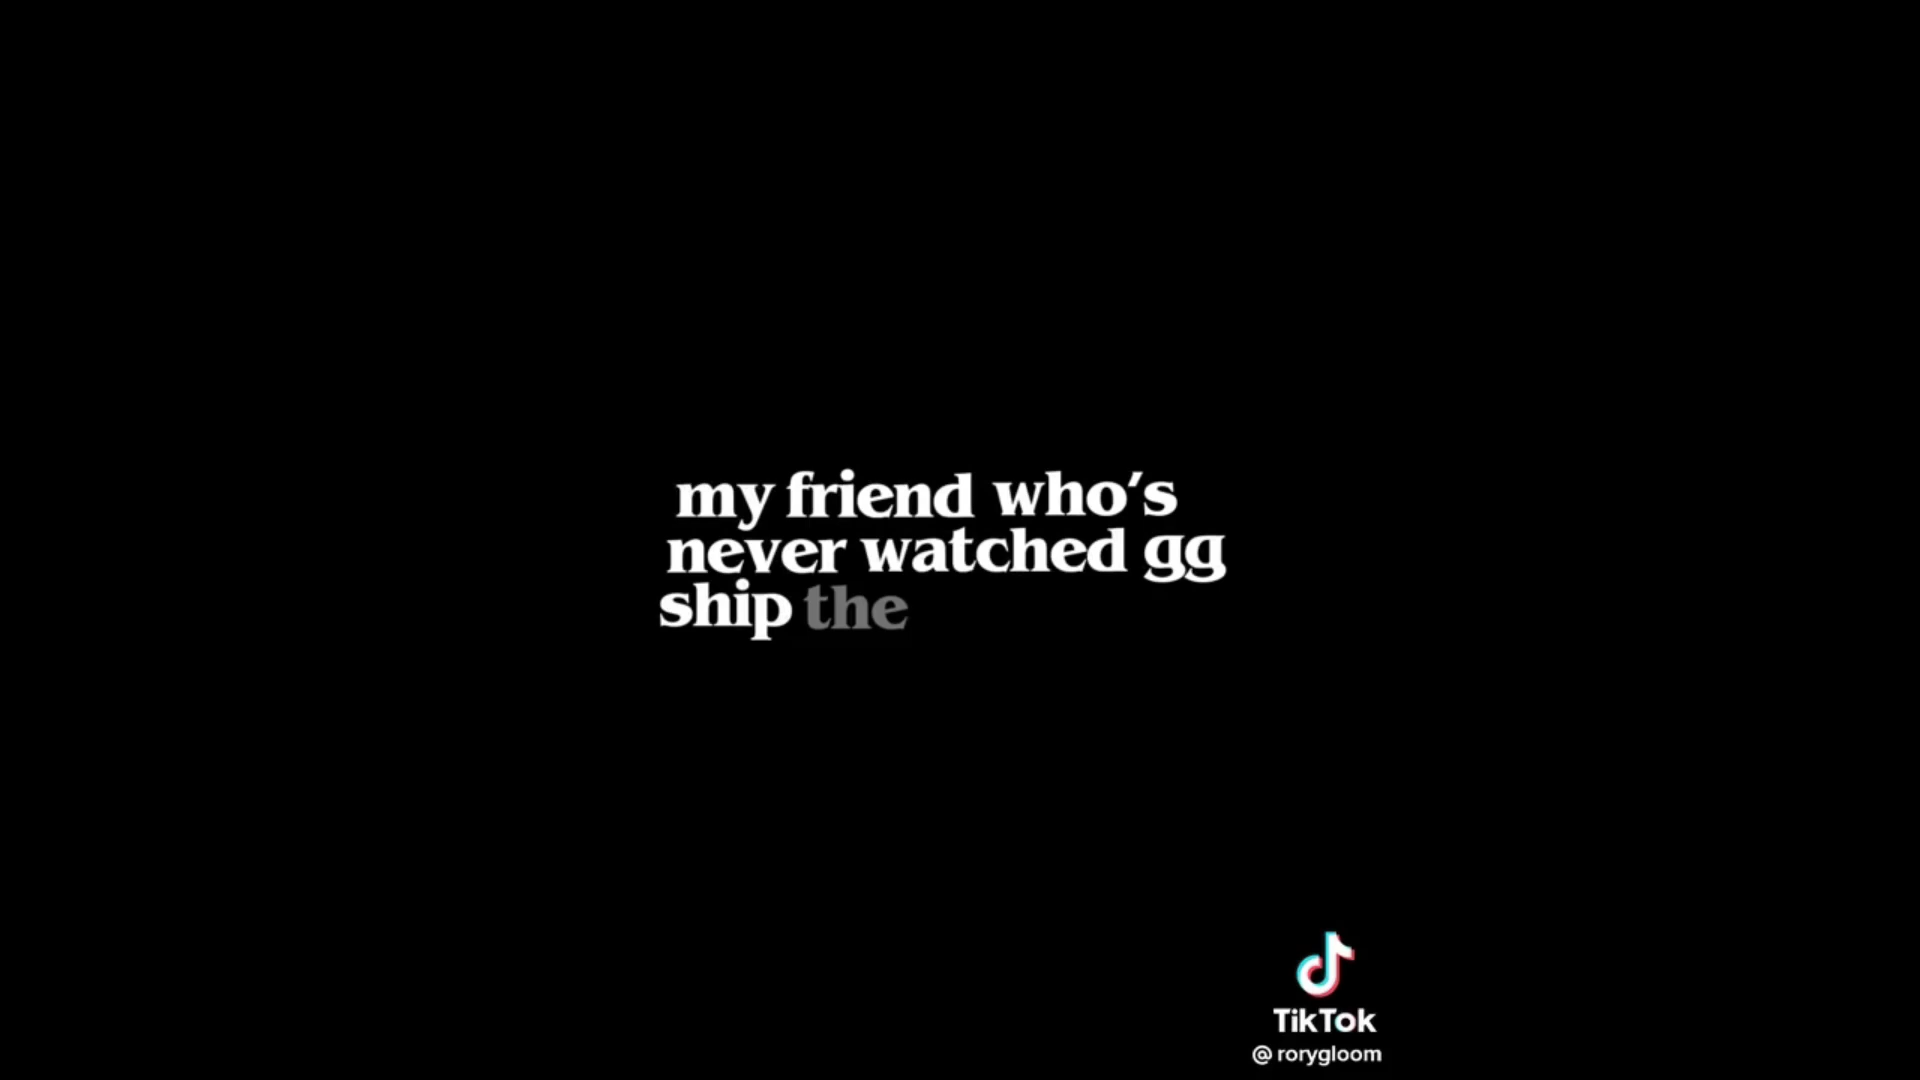 my friend who's
never watched gg
ship the
TikTok
@rorygloom